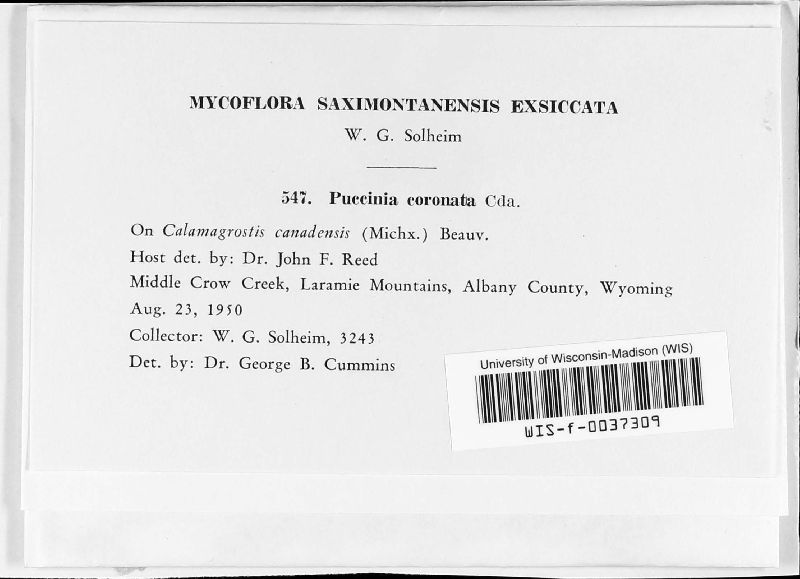 MYCOFLORA SAXIMONTANENSIS EXSICCATA
W. G. Solheim
547. Puccinia coronata Cda.
On Calamagrostis canadensis (Michx.) Beauv.
Host det. by: Dr. John F. Reed
Middle Crow Creek, Laramie Mountains, Albany County, Wyoming
Aug. 23, 1950
Collector: W. G. Solheim, 3243
Det. by: Dr. George B. Cummins
University of Wisconsin-Madison (WIS)
WIS-f-0037309